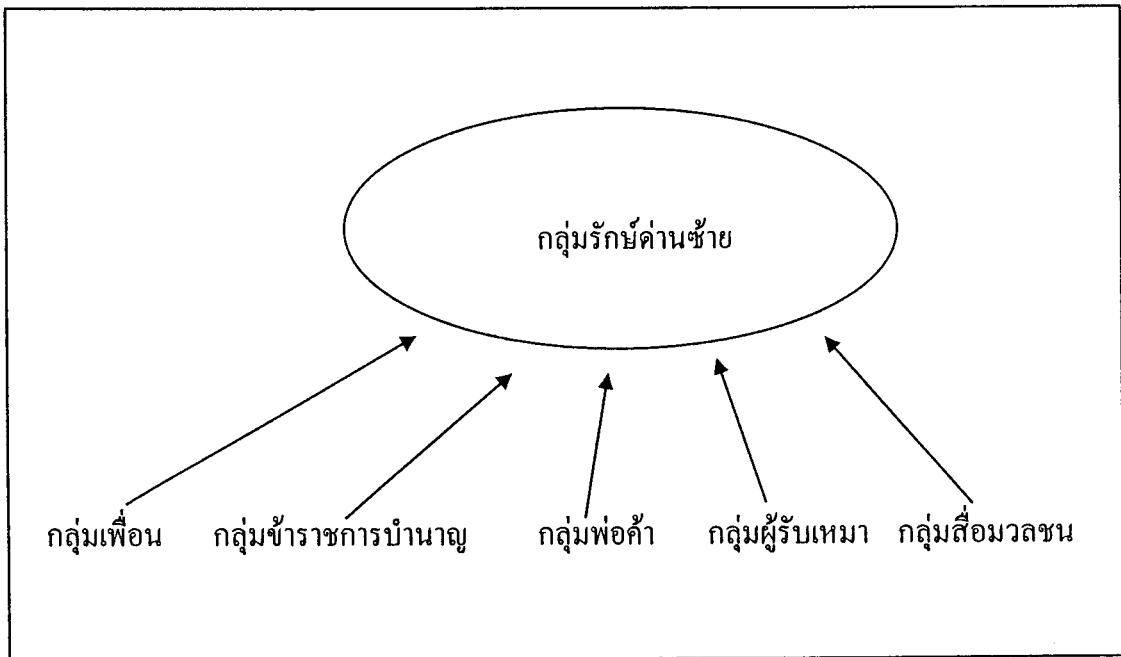 กลุ่มรักษ์ด่านซ้าย
กลุ่มเพื่อน กลุ่มข้าราชการบำนาญ กลุ่มพ่อค้า กลุ่มผู้รับเหมา กลุ่มสื่อมวลชน